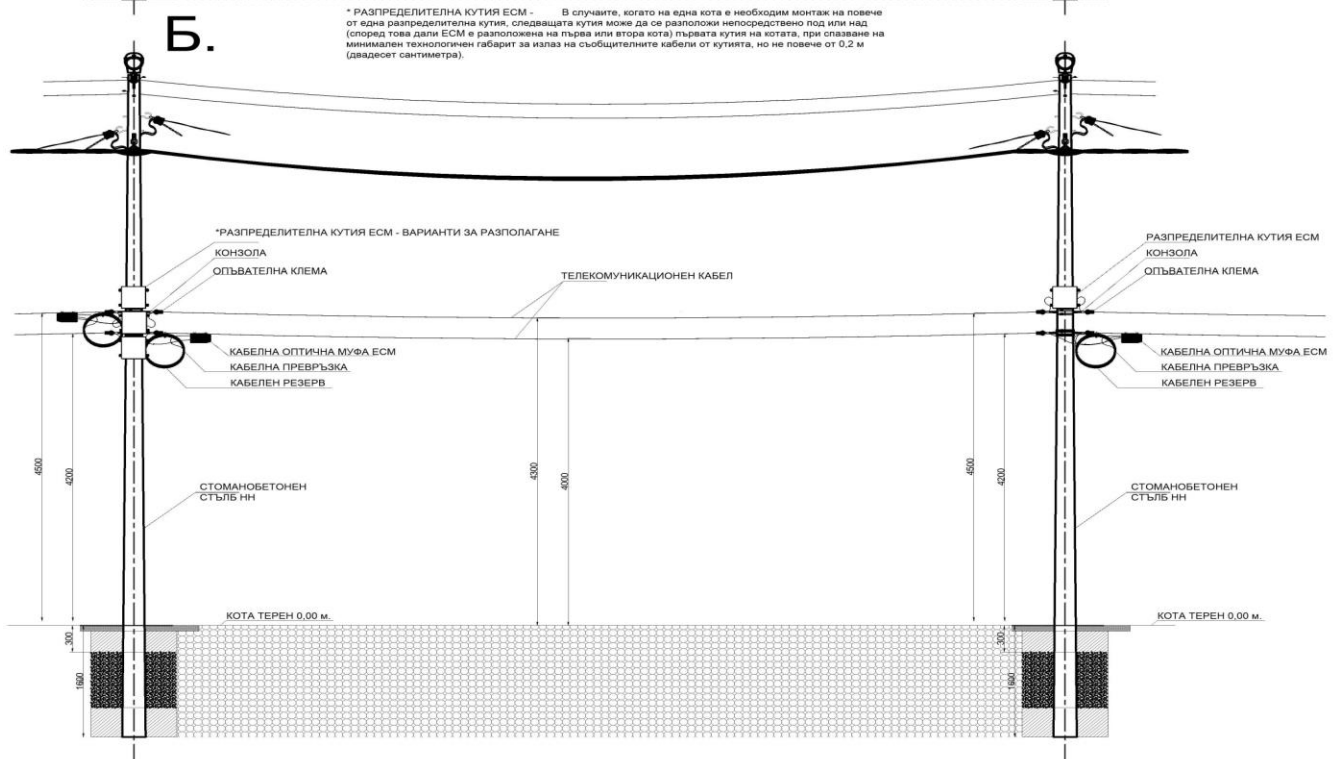 * РАЗПРЕДЕЛИТЕЛНА КУТИЯ ЕСМ - В случаите, когато на една кота е необходим монтаж на повече
от една разпределителна кутия, следващата кутия може да се разположи непосредствено под или над
(според това дали ЕСМ е разположена на първа или втора кота) първата кутия на котата, при спазване на
минимален технологичен габарит за излаз на съобщителните кабели от кутията, но не повече от 0,2 м
(двадесет сантиметра).
Б.
*РАЗПРЕДЕЛИТЕЛНА КУТИЯ ЕСМ - ВАРИАНТИ ЗА РАЗПОЛАГАНЕ
КОНЗОЛА
ОПЪВАТЕЛНА КЛЕМА
ТЕЛЕКОМУНИКАЦИОНЕН КАБЕЛ
РАЗПРЕДЕЛИТЕЛНА КУТИЯ ЕСМ
КОНЗОЛА
ОПЪВАТЕЛНА КЛЕМА
КАБЕЛНА ОПТИЧНА МУФА ЕСМ
КАБЕЛНА ПРЕВРЪЗКА
КАБЕЛЕН РЕЗЕРВ
КАБЕЛНА ОПТИЧНА МУФА ЕСМ
КАБЕЛНА ПРЕВРЪЗКА
КАБЕЛЕН РЕЗЕРВ
4500
4200
4300
4000
4500
4200
СТОМАНОБЕТОНЕН
СТЪЛБ НН
СТОМАНОБЕТОНЕН
СТЪЛБ НН
КОТА ТЕРЕН 0,00 м.
КОТА ТЕРЕН 0,00 м.
300
1600
300
1600